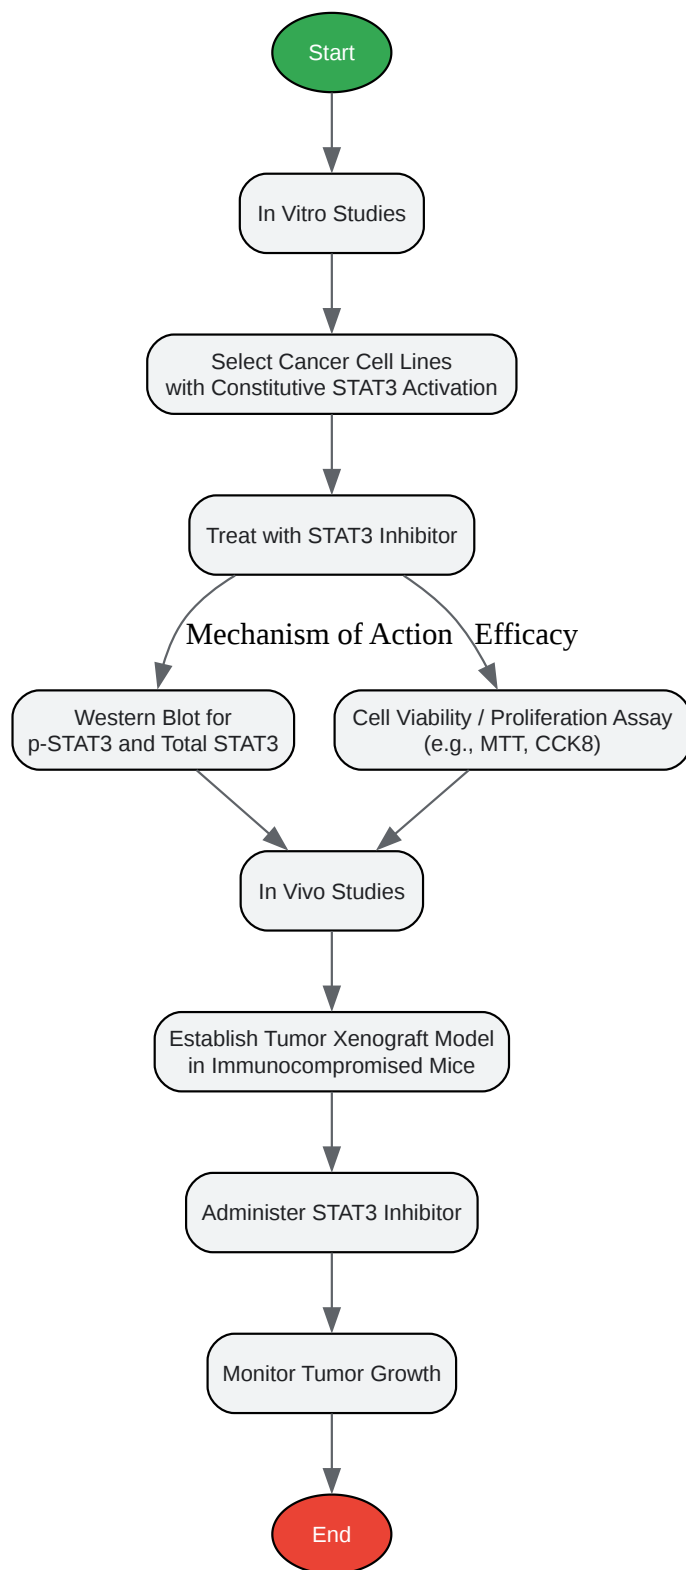 Start
In Vitro Studies
Select Cancer Cell Lines
with Constitutive STAT3 Activation
Treat with STAT3 Inhibitor
Mechanism of Action
Efficacy
Western Blot for
p-STAT3 and Total STAT3
Cell Viability / Proliferation Assay
(e.g., MTT, CCK8)
In Vivo Studies
Establish Tumor Xenograft Model
in Immunocompromised Mice
Administer STAT3 Inhibitor
Monitor Tumor Growth
End